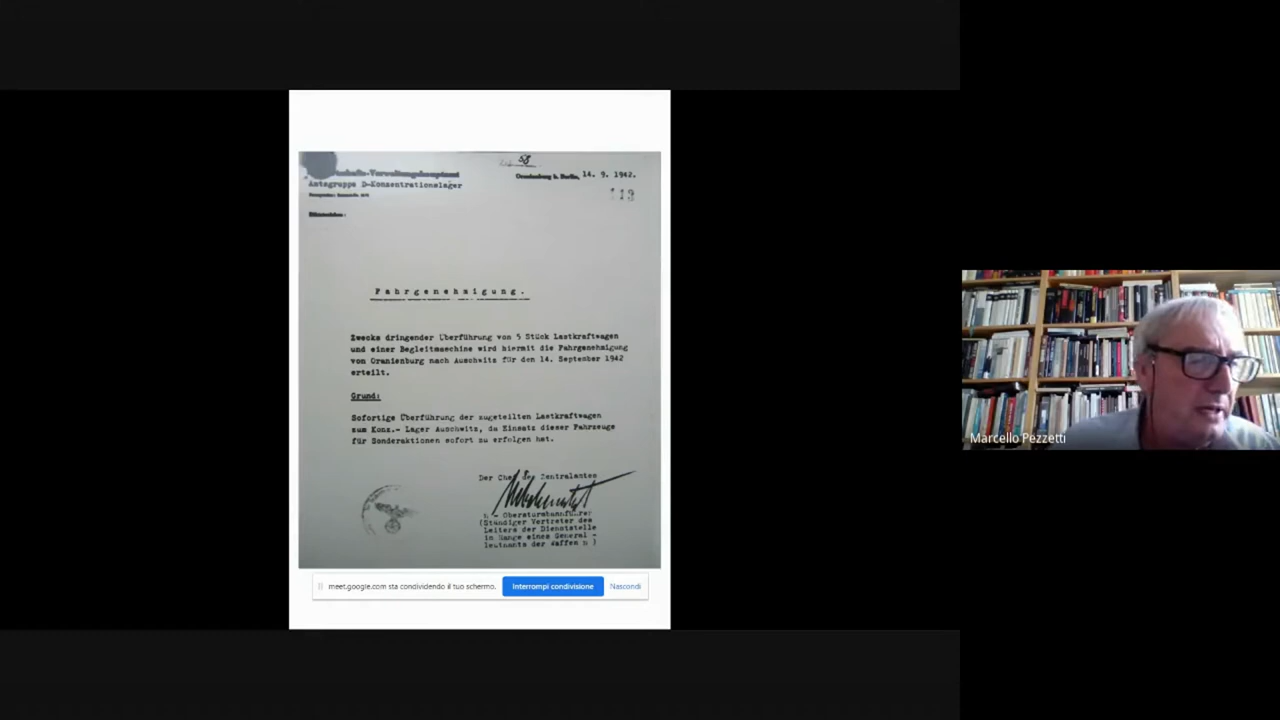 58
schafts-Verwaltungshauptamt
Amtsgruppe D-Konzentrationslager
Oranienburg b. Berlin, 14. 9. 1942.
113
Fahrgenehmigung.
Zwecks dringender Überführung von 5 Stück Lastkraftwagen
und einer Begleitmaschine wird hiermit die Fahrgenehmigung
von Oranienburg nach Auschwitz für den 14. September 1942
erteilt.
Grund:
Sofortige Überführung der zugeteilten Lastkraftwagen
zum Konz.- Lager Auschwitz, da Einsatz dieser Fahrzeuge
für Sonderaktionen sofort zu erfolgen hat.
Der Chef des Zentralamtes
- Obersturmbannführer
(Ständiger Vertreter des
Leiters der Dienststelle
im Range eines General -
leutnants der Waffen )
meet.google.com sta condividendo il tuo schermo.
Interrompi condivisione
Nascondi
Marcello Pezzetti